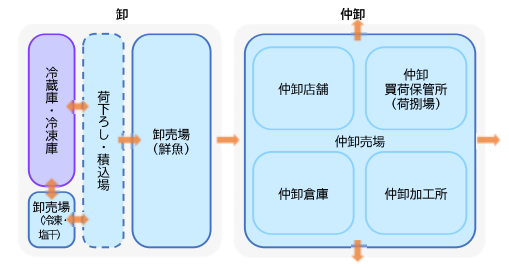 卸
冷蔵庫・冷凍庫
荷下ろし・積込場
卸売場
（鮮魚）
卸売場
（冷凍・
塩干）
仲卸
仲卸店舗
仲卸
買荷保管所
（荷捌場）
仲卸売場
仲卸倉庫
仲卸加工所